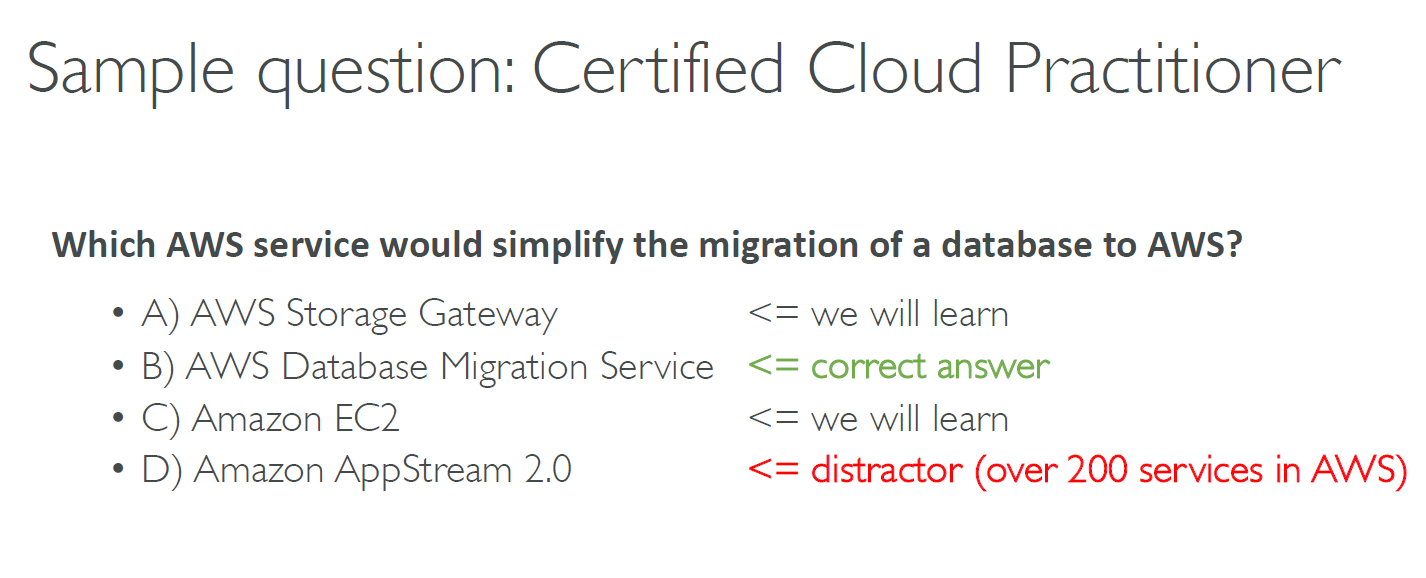 Sample question: Certified Cloud Practitioner
Which AWS service would simplify the migration of a database to AWS?
• A) AWS Storage Gateway <= we will learn
• B) AWS Database Migration Service <= correct answer
• C) Amazon EC2 <= we will learn
• D) Amazon AppStream 2.0 <= distractor (over 200 services in AWS)